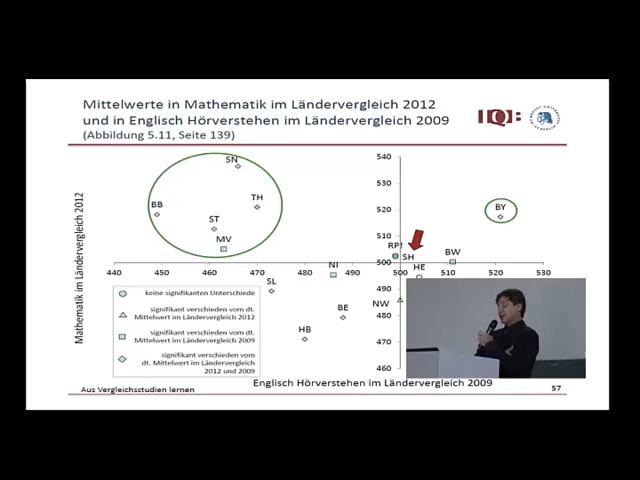 Mittelwerte in Mathematik im Ländervergleich 2012
und in Englisch Hörverstehen im Ländervergleich 2009
(Abbildung 5.11, Seite 139)
IQB
Mathematik im Ländervergleich 2012
540
530
520
510
500
490
480
470
460
SN
TH
BB
ST
MV
BY
RP!
SH
BW
NI
HE
SL
NW
BE
HB
440
450
460
470
480
490
500
510
520
530
keine signifikanten Unterschiede
signifikant verschieden vom dt.
Mittelwert im Ländervergleich 2012
signifikant verschieden vom dt.
Mittelwert im Ländervergleich 2009
signifikant verschieden vom
dt. Mittelwert im Ländervergleich
2012 und 2009
Englisch Hörverstehen im Ländervergleich 2009
Aus Vergleichsstudien lernen
57